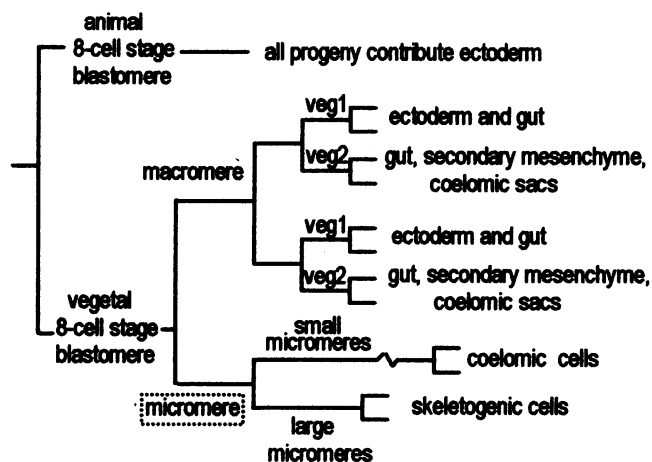 animal
8-cell stage
blastomere
all progeny contribute ectoderm
veg1
ectoderm and gut
macromere
veg2
gut, secondary mesenchyme,
coelomic sacs
veg1
ectoderm and gut
veg2
gut, secondary mesenchyme,
coelomic sacs
vegetal
8-cell stage
blastomere
small
micromeres
coelomic cells
micromere
skeletogenic cells
large
micromeres